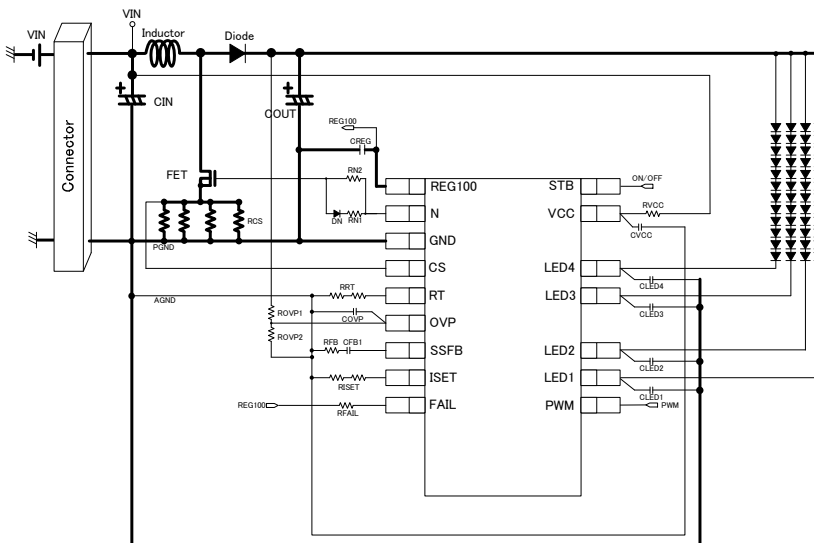 VIN
VIN
Inductor
Diode
CIN
COUT
Connector
REG100
CREG
FET
RN2
DN
RN1
RCS
PGND
AGND
RRT
COVP
ROVP1
ROVP2
RFB
CFB1
RISET
REG100
RFAIL
REG100
N
GND
CS
RT
OVP
SSFB
ISET
FAIL
STB
VCC
LED4
LED3
LED2
LED1
PWM
ON/OFF
RVCC
CVCC
CLED4
CLED3
CLED2
CLED1
PWM